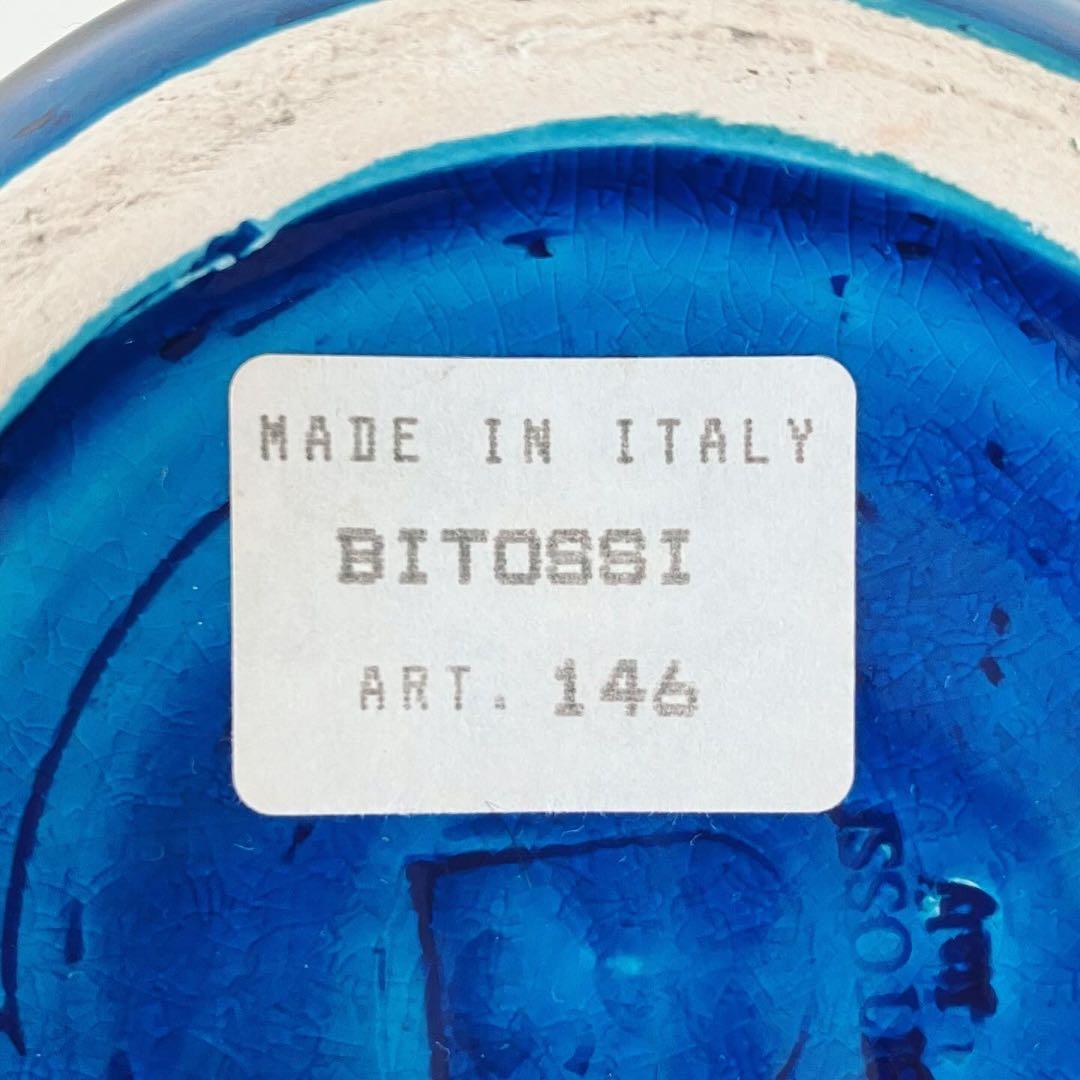 MADE IN ITALY
BITOSSI
ART. 146